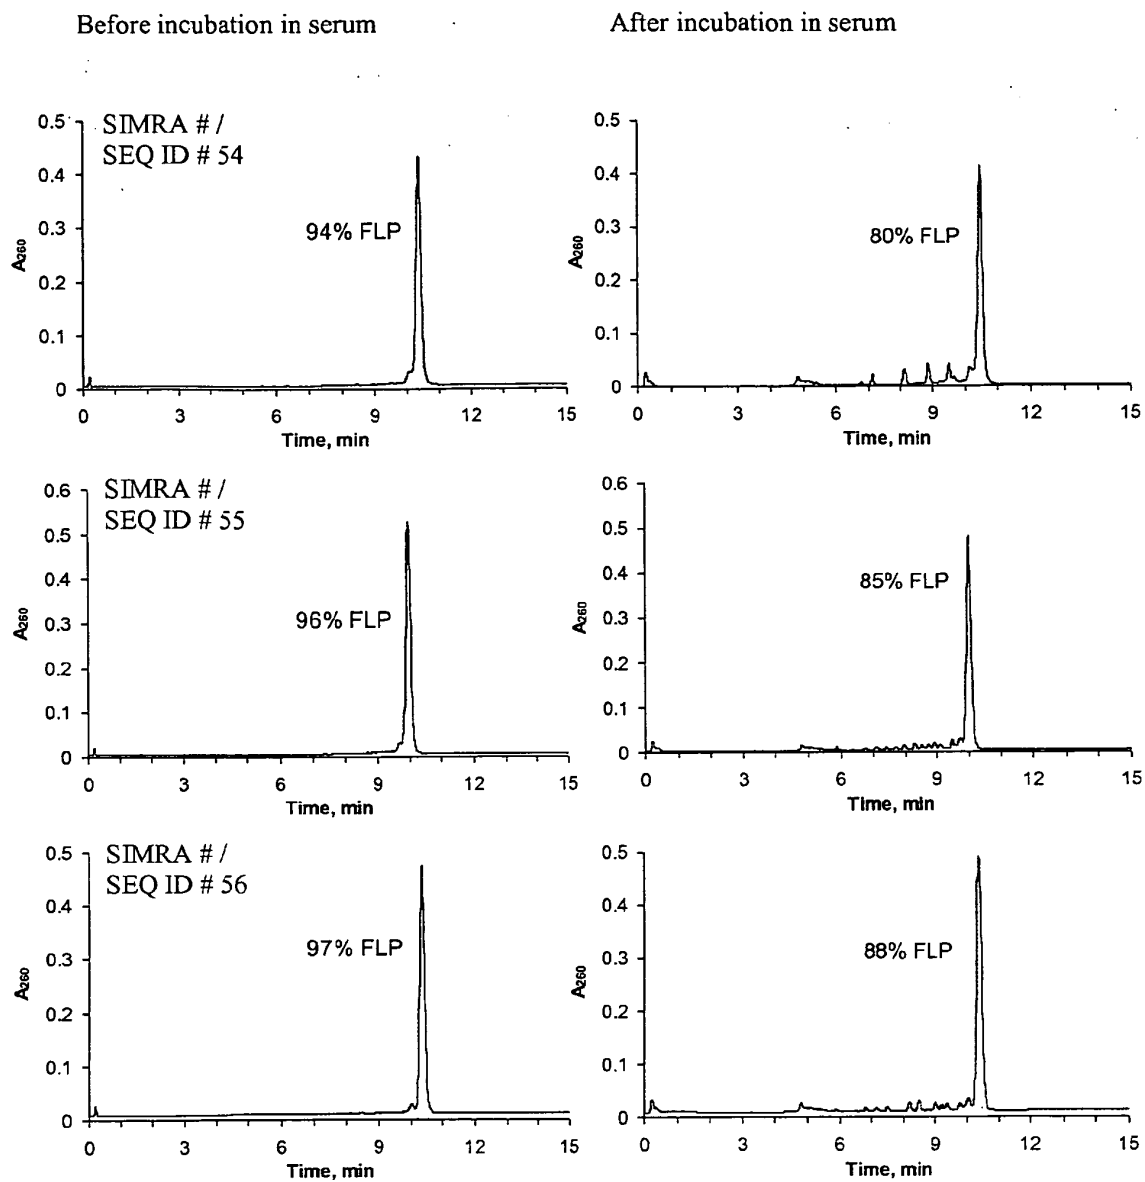 Before incubation in serum
After incubation in serum
SIMRA # /
SEQ ID # 54
94% FLP
0.5
0.4
0.3
0.2
0.1
0
A260
0 3 6 9 12 15
Time, min
80% FLP
0.5
0.4
0.3
0.2
0.1
0
A260
0 3 6 9 12 15
Time, min
SIMRA # /
SEQ ID # 55
96% FLP
0.6
0.5
0.4
0.3
0.2
0.1
0
A260
0 3 6 9 12 15
Time, min
85% FLP
0.6
0.5
0.4
0.3
0.2
0.1
0
A260
0 3 6 9 12 15
Time, min
SIMRA # /
SEQ ID # 56
97% FLP
0.5
0.4
0.3
0.2
0.1
0
A260
0 3 6 9 12 15
Time, min
88% FLP
0.5
0.4
0.3
0.2
0.1
0
A260
0 3 6 9 12 15
Time, min